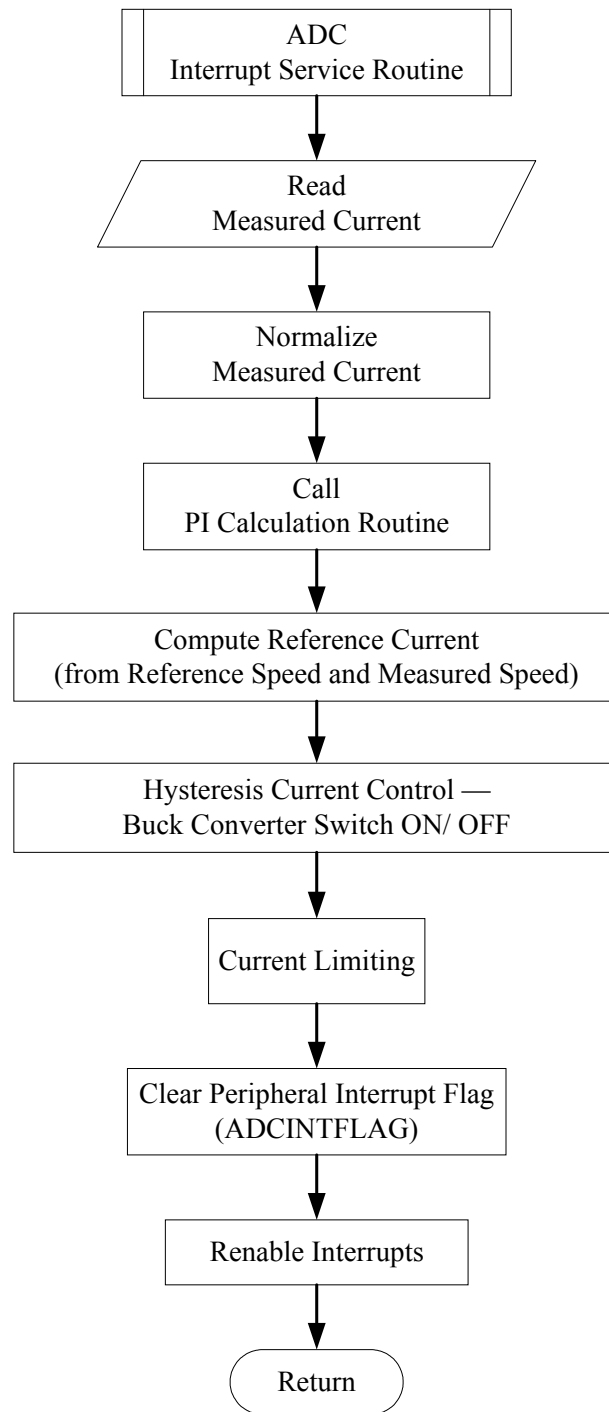 ADC
Interrupt Service Routine
Read
Measured Current
Normalize
Measured Current
Call
PI Calculation Routine
Compute Reference Current
(from Reference Speed and Measured Speed)
Hysteresis Current Control —
Buck Converter Switch ON/ OFF
Current Limiting
Clear Peripheral Interrupt Flag
(ADCINTFLAG)
Renable Interrupts
Return